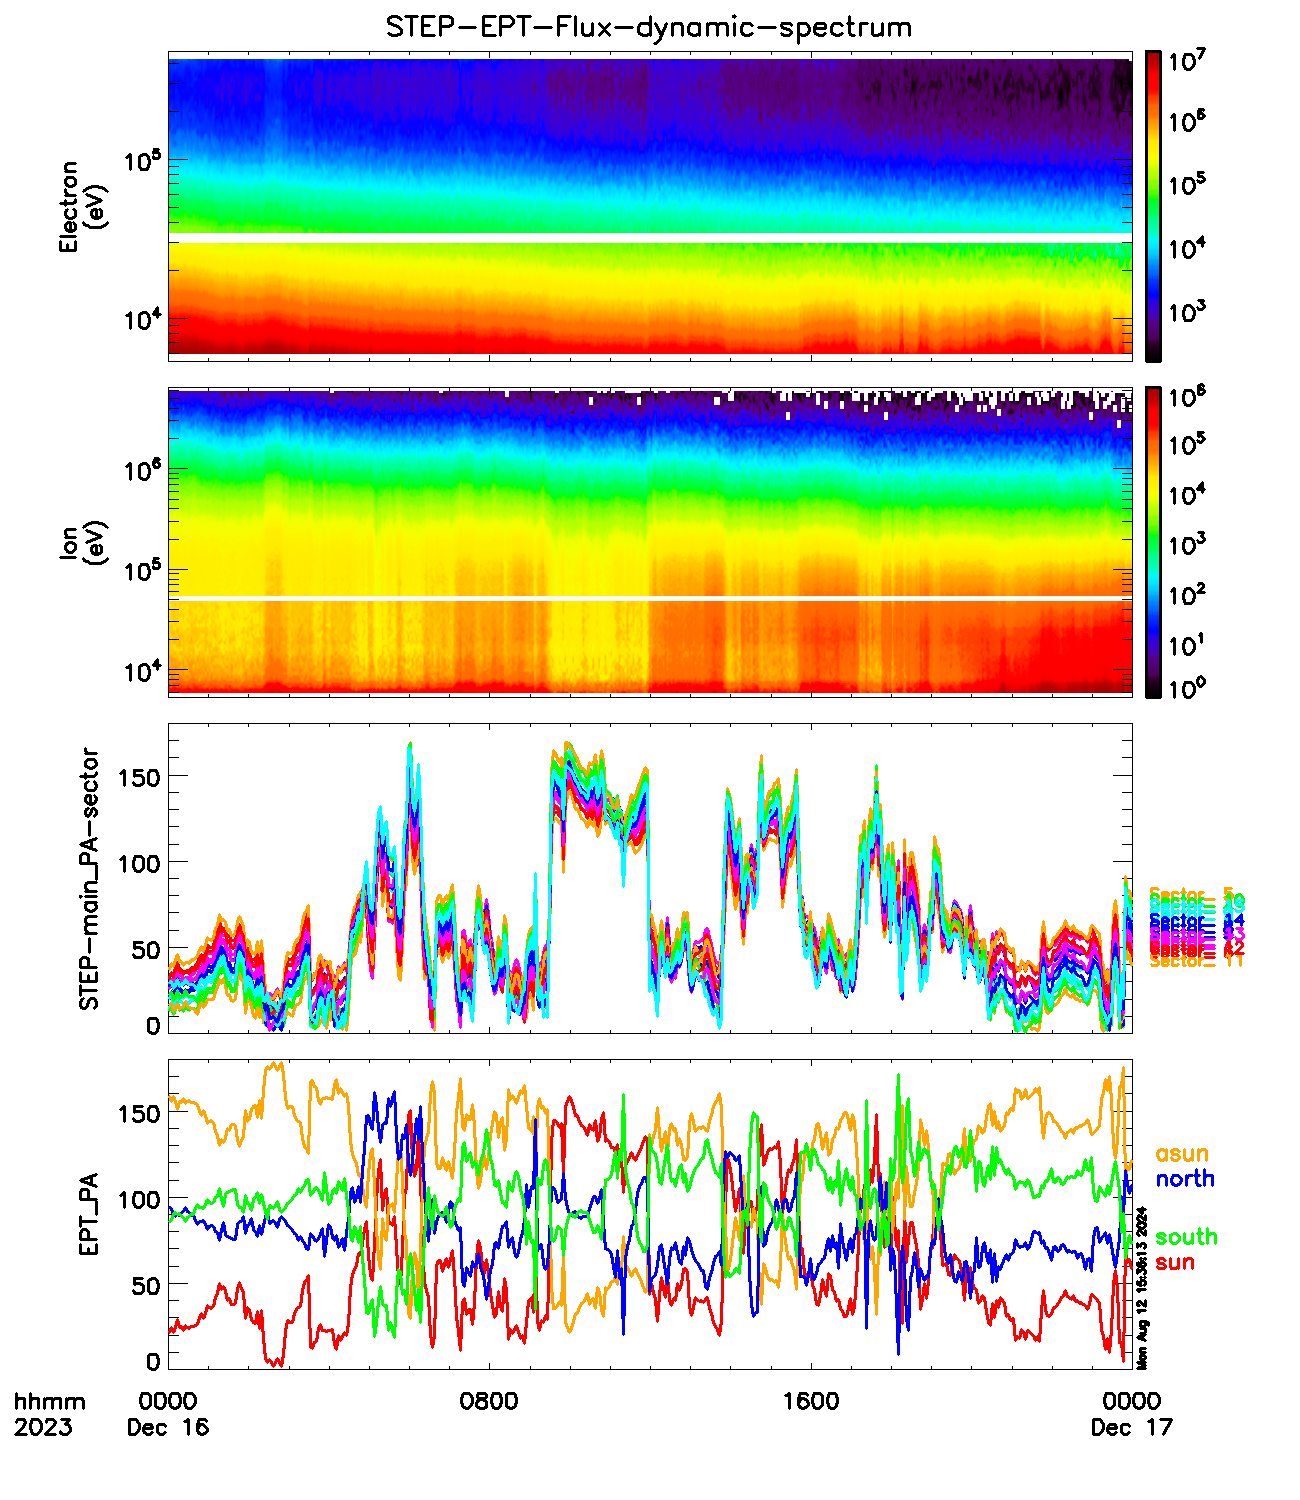 STEP-EPT-Flux-dynamic-spectrum
Electron
(eV)
10^5
10^4
10^7
10^6
10^5
10^4
10^3
Ion
(eV)
10^6
10^5
10^4
10^6
10^5
10^4
10^3
10^2
10^1
10^0
STEP-main_PA-sector
150
100
50
0
Sector- 5
Sector- 14
Sector- 11
EPT_PA
150
100
50
0
asun
north
south
sun
Mon Aug 12 15:36:13 2024
hhmm 0000 0800 1600 0000
2023 Dec 16 Dec 17